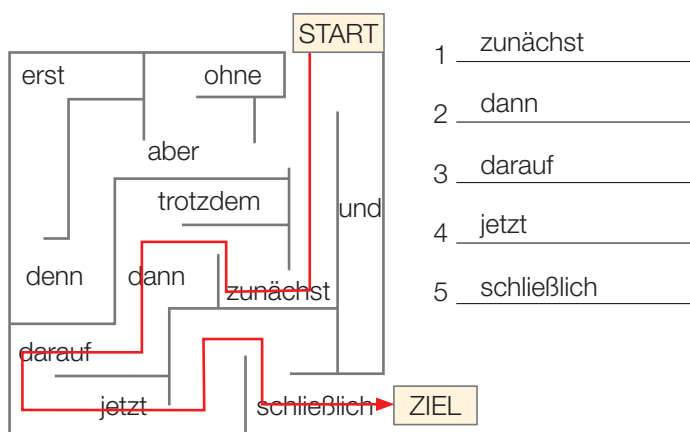 START
erst
ohne
aber
trotzdem
und
denn
dann
zunächst
darauf
jetzt
schließlich
ZIEL
1 zunächst
2 dann
3 darauf
4 jetzt
5 schließlich